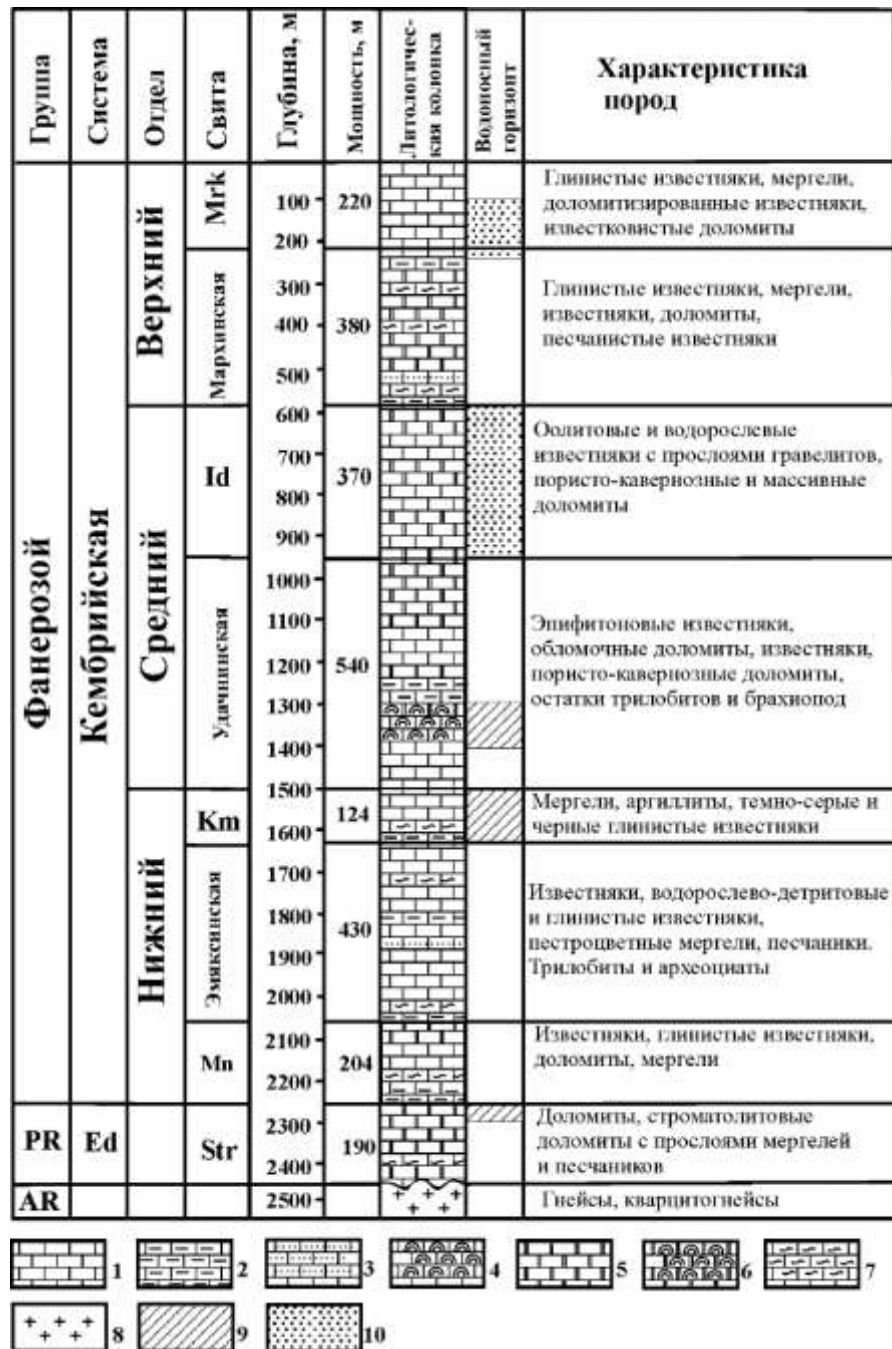 Группа
Система
Отдел
Свита
Глубина, м
Мощность, м
Литологичес-
кая колонка
Водоносный
горизонт
Характеристика
пород
Фанерозой
Кембрийская
Верхний
Mrk
100
200
220
Глинистые известняки, мергели,
доломитизированные известняки,
известковистые доломиты
Мархинская
300
400
500
380
Глинистые известняки, мергели,
известняки, доломиты,
песчанистые известняки
Средний
Id
600
700
800
900
370
Оолитовые и водорослевые
известняки с прослоями гравелитов,
пористо-кавернозные и массивные
доломиты
Удачнинская
1000
1100
1200
1300
1400
540
Эпифитоновые известняки,
обломочные доломиты, известняки,
пористо-кавернозные доломиты,
остатки трилобитов и брахиопод
Нижний
Km
1500
1600
124
Мергели, аргиллиты, темно-серые и
черные глинистые известняки
Эмяксинская
1700
1800
1900
2000
430
Известняки, водорослево-детритовые
и глинистые известняки,
пестроцветные мергели, песчаники.
Трилобиты и археоциаты
Mn
2100
2200
204
Известняки, глинистые известняки,
доломиты, мергели
PR
Ed
Str
2300
2400
190
Доломиты, строматолитовые
доломиты с прослоями мергелей
и песчаников
AR
2500
Гнейсы, кварцитогнейсы
1
2
3
4
5
6
7
8
9
10